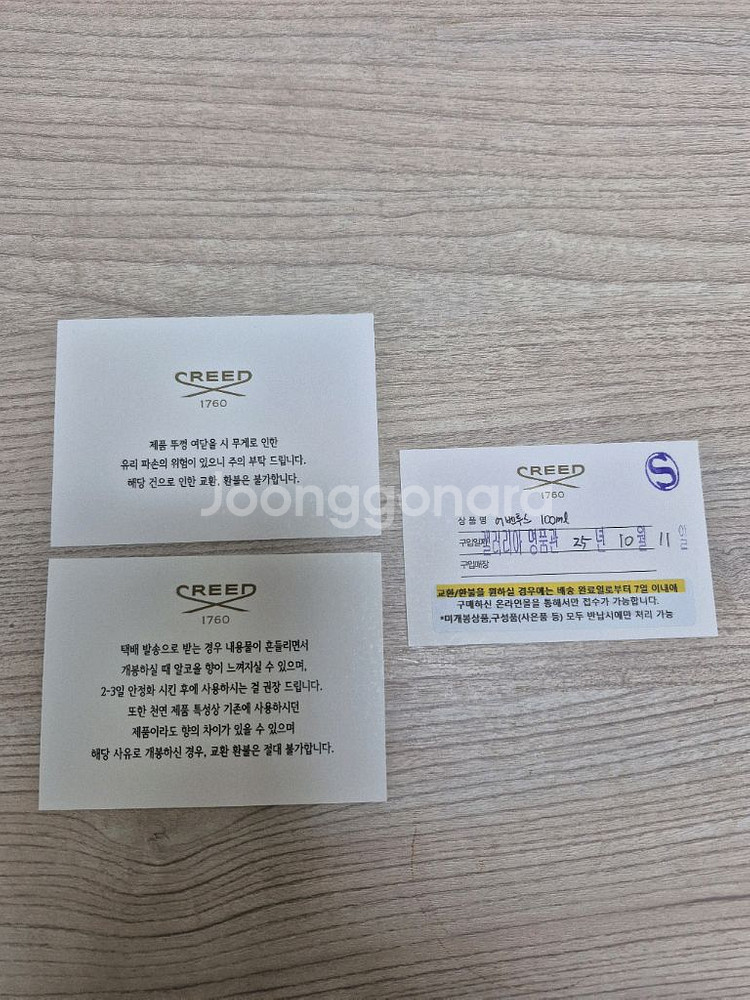 CREED
1760
제품 뚜껑 여닫을 시 무게로 인한
유리 파손의 위험이 있으니 주의 부탁 드립니다.
해당 건으로 인한 교환, 환불은 불가합니다.
Joonggonara
CREED
1760
택배 발송으로 받는 경우 내용물이 흔들리면서
개봉하실 때 알코올 향이 느껴지실 수 있으며,
2-3일 안정화 시킨 후에 사용하시는 걸 권장 드립니다.
또한 천연 제품 특성상 기존에 사용하시던
제품이라도 향의 차이가 있을 수 있으며
해당 사유로 개봉하신 경우, 교환 환불은 절대 불가합니다.
CREED
1760
S
상품명 어벤투스 100ml
구입일자 갤러리아 명품관 25년 10월 11일
구입매장
교환/환불을 원하실 경우에는 배송 완료일로부터 7일 이내에
구매하신 온라인몰을 통해서만 접수가 가능합니다.
*미개봉상품,구성품(사은품 등) 모두 반납시에만 처리 가능